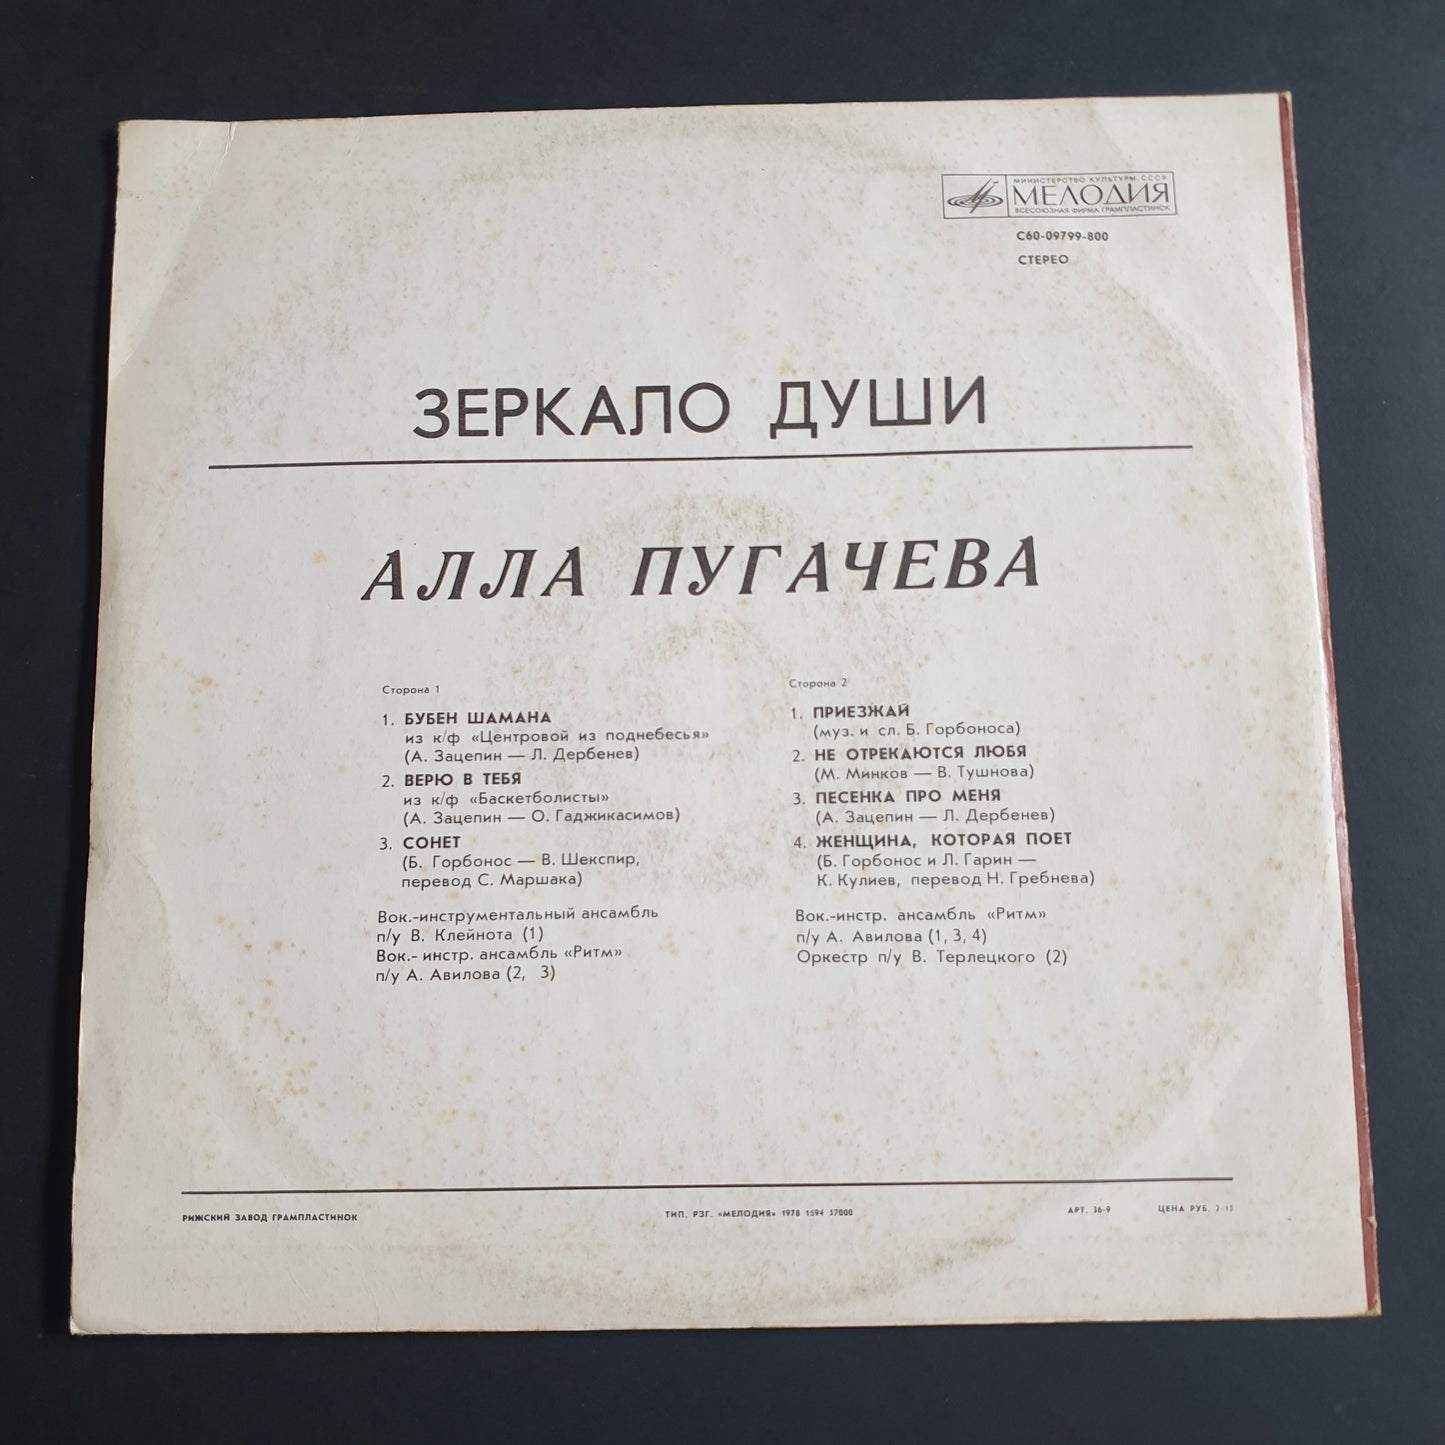 МИНИСТЕРСТВО КУЛЬТУРЫ СССР
МЕЛОДИЯ
ВСЕСОЮЗНАЯ ФИРМА ГРАМПЛАСТИНОК
С60-09799-800
СТЕРЕО
ЗЕРКАЛО ДУШИ
АЛЛА ПУГАЧЕВА
Сторона 1
1. БУБЕН ШАМАНА
из к/ф «Центровой из поднебесья»
(А. Зацепин — Л. Дербенев)
2. ВЕРЮ В ТЕБЯ
из к/ф «Баскетболисты»
(А. Зацепин — О. Гаджикасимов)
3. СОНЕТ
(Б. Горбонос — В. Шекспир,
перевод С. Маршака)
Вок.-инструментальный ансамбль
п/у В. Клейнота (1)
Вок.- инстр. ансамбль «Ритм»
п/у А. Авилова (2, 3)
Сторона 2
1. ПРИЕЗЖАЙ
(муз. и сл. Б. Горбоноса)
2. НЕ ОТРЕКАЮТСЯ ЛЮБЯ
(М. Минков — В. Тушнова)
3. ПЕСЕНКА ПРО МЕНЯ
(А. Зацепин — Л. Дербенев)
4. ЖЕНЩИНА, КОТОРАЯ ПОЕТ
(Б. Горбонос и Л. Гарин —
К. Кулиев, перевод Н. Гребнева)
Вок.-инстр. ансамбль «Ритм»
п/у А. Авилова (1, 3, 4)
Оркестр п/у В. Терлецкого (2)
РИЖСКИЙ ЗАВОД ГРАМПЛАСТИНОК
ТИП. РЗГ. «МЕЛОДИЯ» 1978 1594 57000
АРТ. 36-9
ЦЕНА РУБ. 2-15